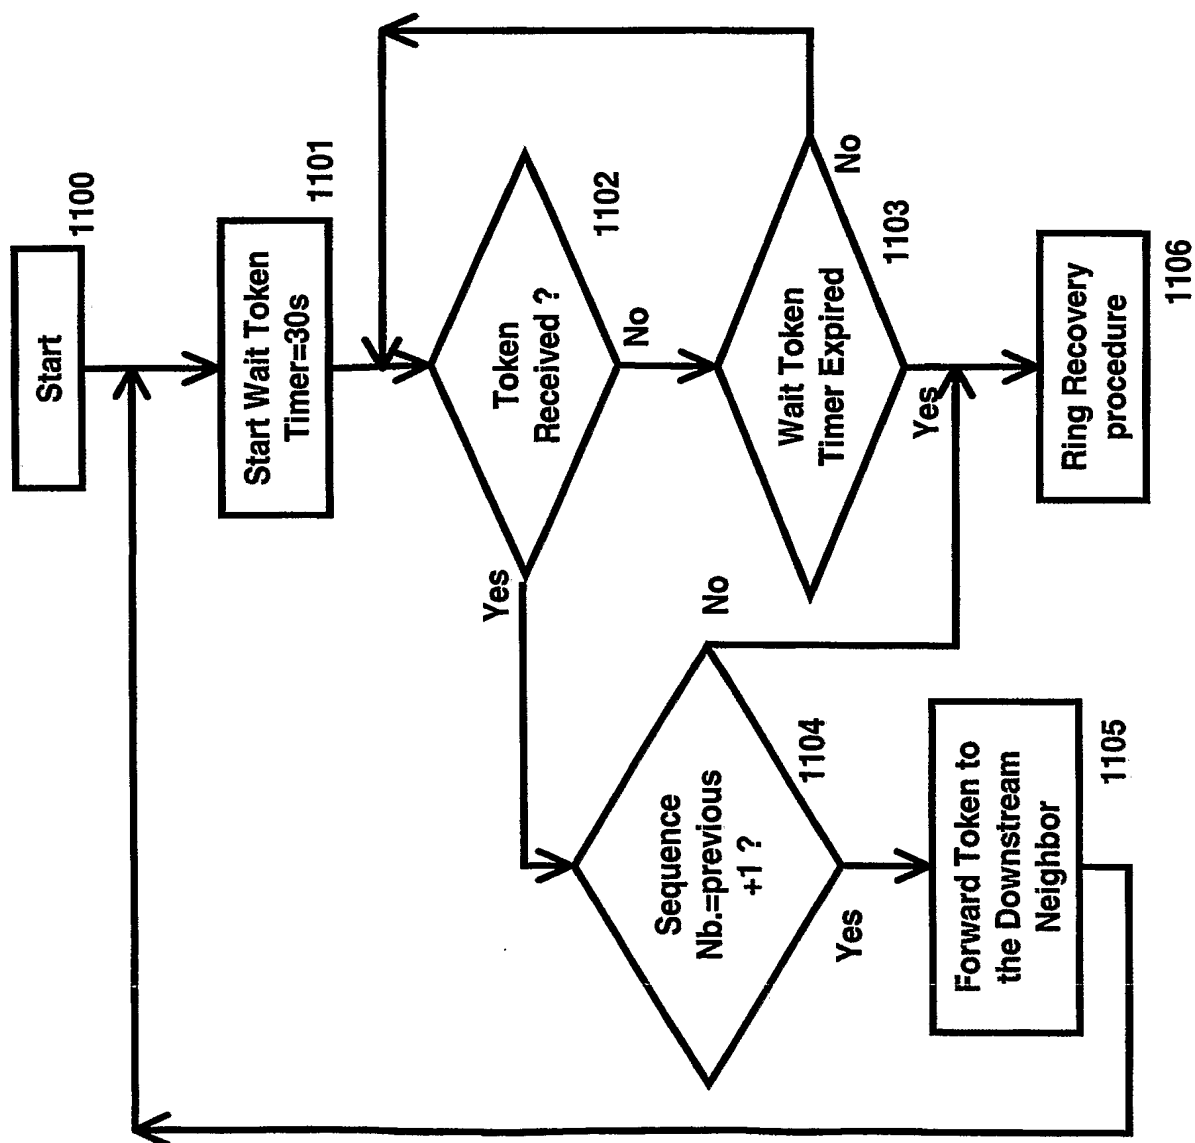 Start
1100
Start Wait Token
Timer=30s
1101
Token
Received ?
1102
Yes
No
Wait Token
Timer Expired
1103
No
Yes
Sequence
Nb.=previous
+1 ?
1104
No
Yes
Forward Token to
the Downstream
Neighbor
1105
Ring Recovery
procedure
1106